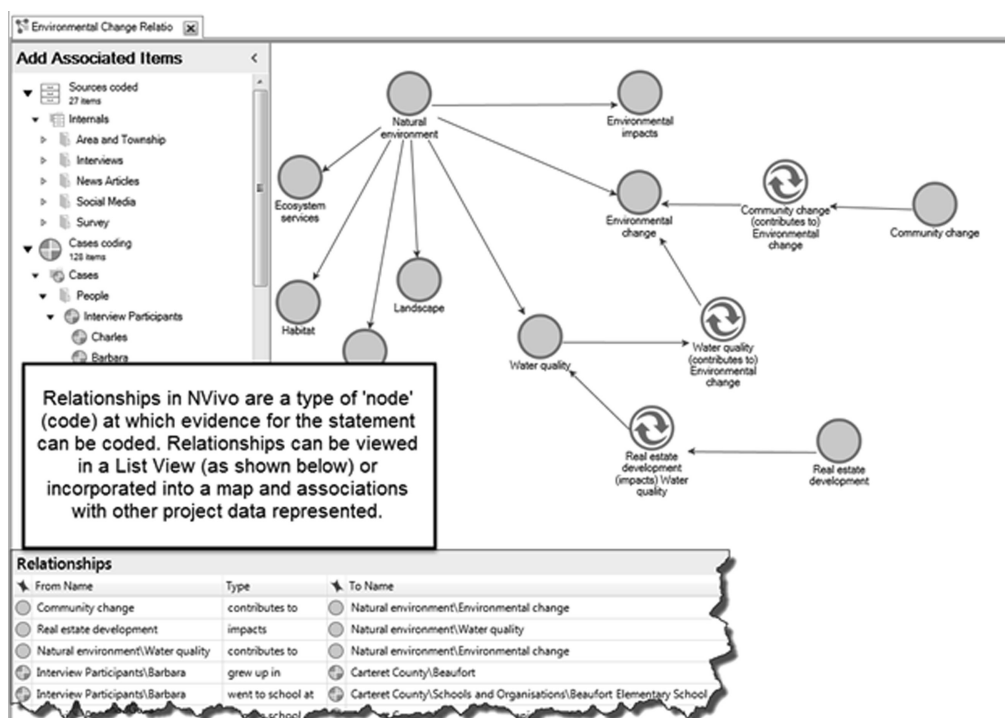 Environmental Change Relatio
Add Associated Items
Sources coded
27 items
Internals
Area and Township
Interviews
News Articles
Social Media
Survey
Cases coding
128 items
Cases
People
Interview Participants
Charles
Barbara
Natural
environment
Environmental
impacts
Ecosystem
services
Environmental
change
Community change
(contributes to)
Environmental
change
Community change
Habitat
Landscape
Water quality
Water quality
(contributes to)
Environmental
change
Real estate
development
(impacts) Water
quality
Real estate
development
Relationships in NVivo are a type of 'node'
(code) at which evidence for the statement
can be coded. Relationships can be viewed
in a List View (as shown below) or
incorporated into a map and associations
with other project data represented.
Relationships
From Name Type To Name
Community change contributes to Natural environment\Environmental change
Real estate development impacts Natural environment\Water quality
Natural environment\Water quality contributes to Natural environment\Environmental change
Interview Participants\Barbara grew up in Carteret County\Beaufort
Interview Participants\Barbara went to school at Carteret County\Schools and Organisations\Beaufort Elementary School